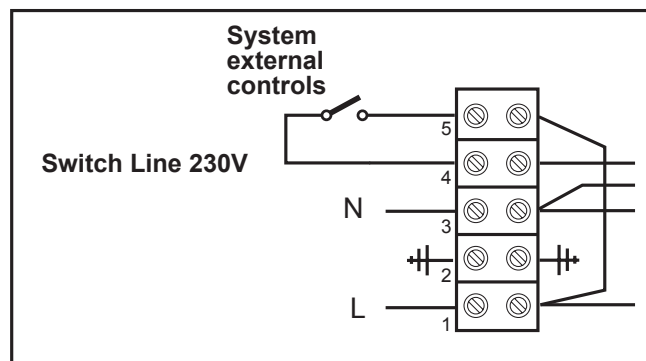 System
external
controls
5
Switch Line 230V
4
N
3
2
L
1